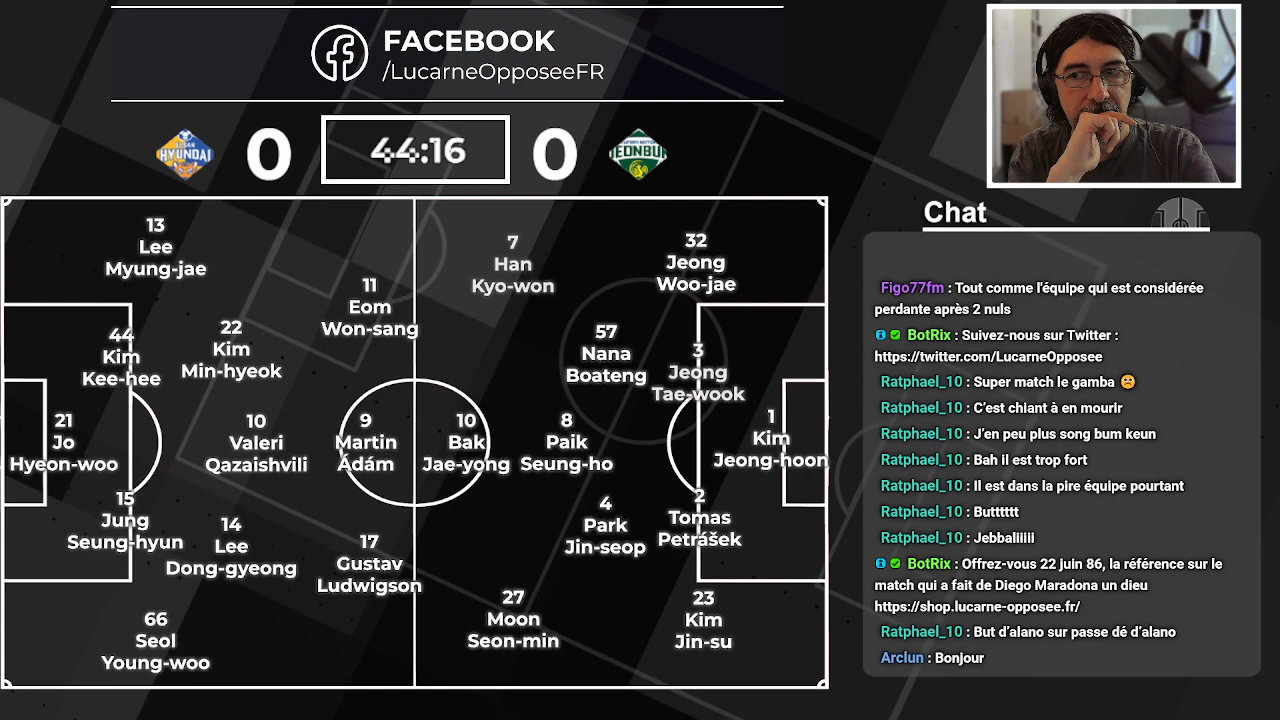 FACEBOOK
/LucarneOpposeeFR
HYUNDAI
0
44:16
0
Chat
13
Lee
Myung-jae
11
Eom
Won-sang
7
Han
Kyo-won
32
Jeong
Woo-jae
44
Kim
Kee-hee
22
Kim
Min-hyeok
57
Nana
Boateng
3
Jeong
Tae-wook
21
Jo
Hyeon-woo
10
Valeri
Qazaishvili
9
Martin
Ádám
10
Bak
Jae-yong
8
Paik
Seung-ho
1
Kim
Jeong-hoon
15
Jung
Seung-hyun
14
Lee
Dong-gyeong
17
Gustav
Ludwigson
4
Park
Jin-seop
2
Tomas
Petrášek
66
Seol
Young-woo
27
Moon
Seon-min
23
Kim
Jin-su
Figo77fm : Tout comme l'équipe qui est considérée
perdante après 2 nuls
BotRix : Suivez-nous sur Twitter :
https://twitter.com/LucarneOpposee
Ratphael_10 : Super match le gamba 🙁
Ratphael_10 : C'est chiant à en mourir
Ratphael_10 : J'en peu plus song bum keun
Ratphael_10 : Bah il est trop fort
Ratphael_10 : Il est dans la pire équipe pourtant
Ratphael_10 : Butttttt
Ratphael_10 : Jebbaliiiii
BotRix : Offrez-vous 22 juin 86, la référence sur le
match qui a fait de Diego Maradona un dieu
https://shop.lucarne-opposee.fr/
Ratphael_10 : But d'alano sur passe dé d'alano
Arclun : Bonjour